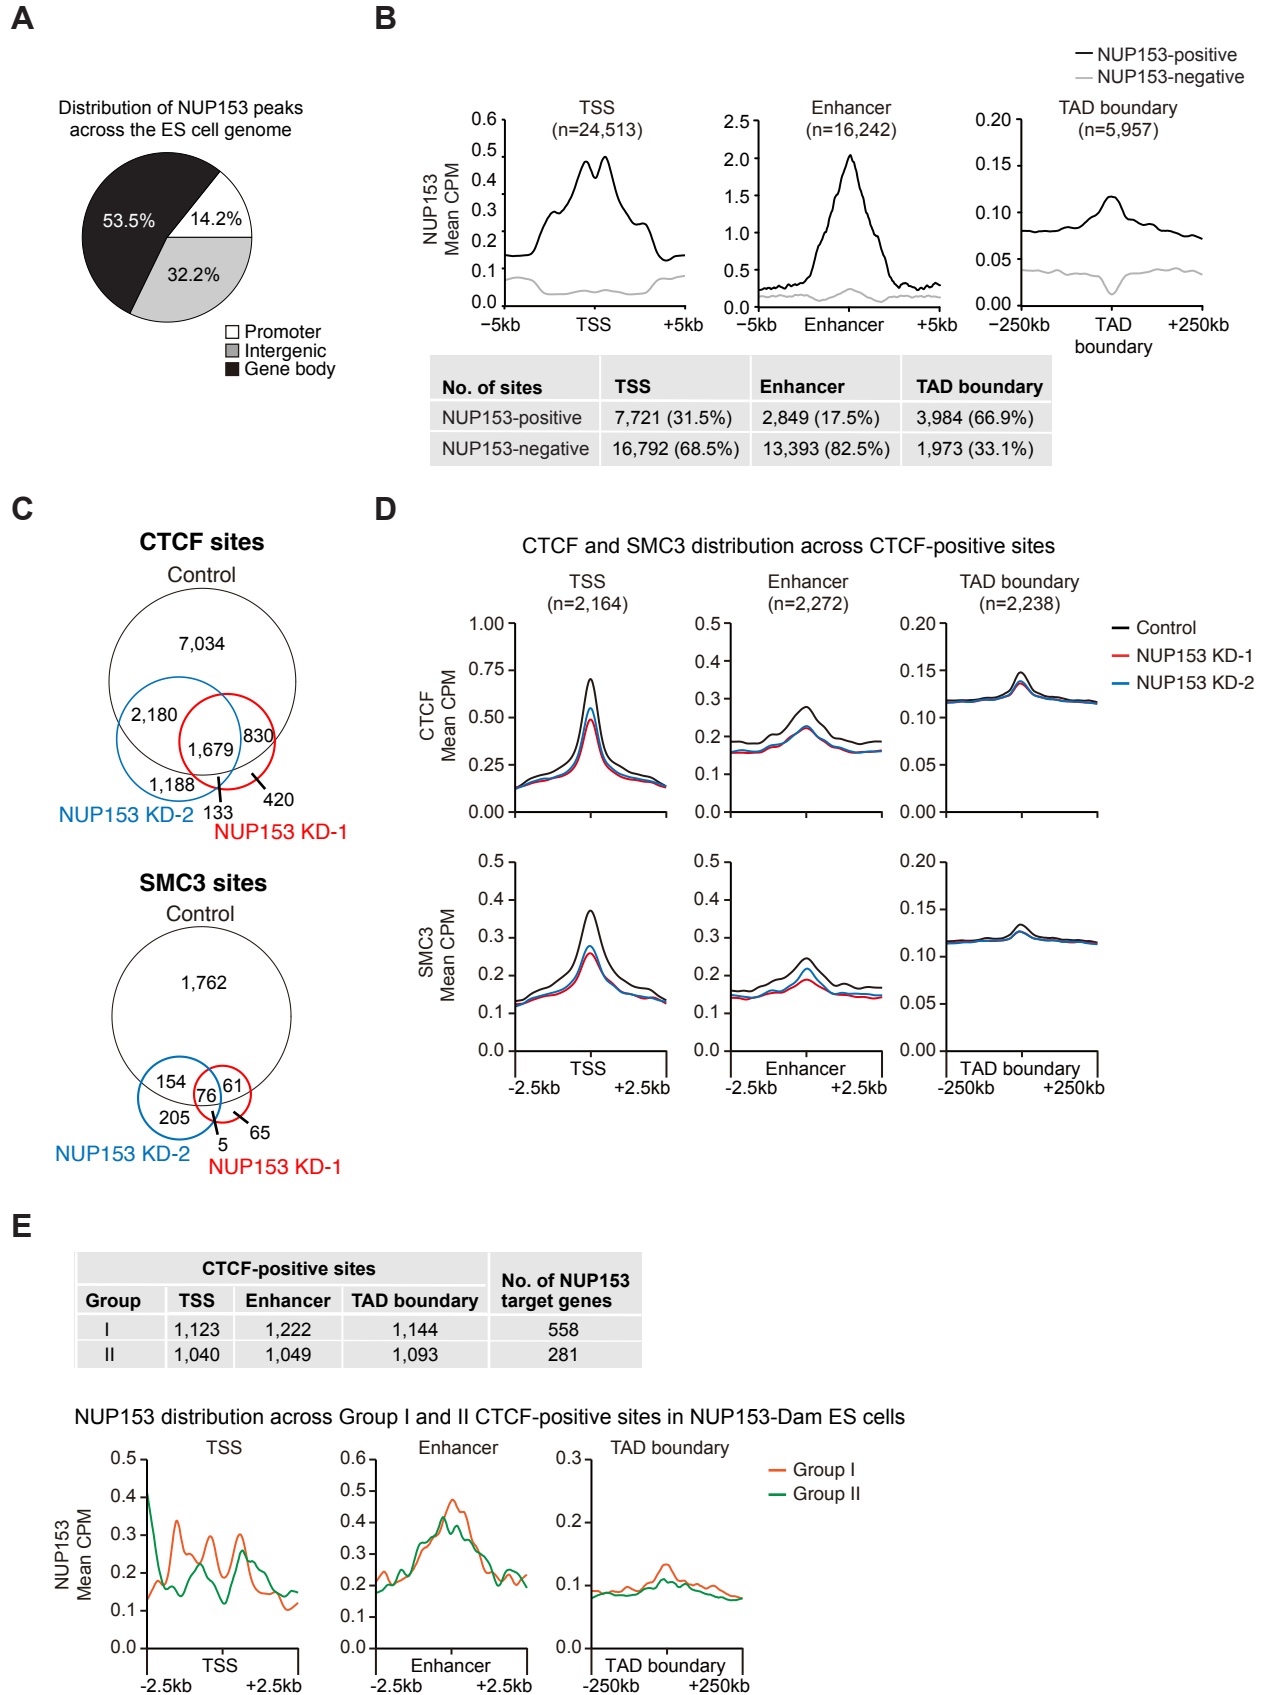 A
Distribution of NUP153 peaks
across the ES cell genome
53.5%
14.2%
32.2%
Promoter
Intergenic
Gene body
B
NUP153-positive
NUP153-negative
NUP153
Mean CPM
TSS
(n=24,513)
0.6
0.5
0.4
0.3
0.2
0.1
0.0
−5kb TSS +5kb
Enhancer
(n=16,242)
2.5
2.0
1.5
1.0
0.5
0.0
−5kb Enhancer +5kb
TAD boundary
(n=5,957)
0.20
0.15
0.10
0.05
0.00
−250kb TAD +250kb
boundary
No. of sites TSS Enhancer TAD boundary
NUP153-positive 7,721 (31.5%) 2,849 (17.5%) 3,984 (66.9%)
NUP153-negative 16,792 (68.5%) 13,393 (82.5%) 1,973 (33.1%)
C
CTCF sites
Control
7,034
2,180
830
1,679
1,188
420
133
NUP153 KD-2
NUP153 KD-1
SMC3 sites
Control
1,762
154
76
61
205
65
5
NUP153 KD-2
NUP153 KD-1
D
CTCF and SMC3 distribution across CTCF-positive sites
Control
NUP153 KD-1
NUP153 KD-2
CTCF
Mean CPM
TSS
(n=2,164)
1.00
0.75
0.50
0.25
0.00
Enhancer
(n=2,272)
0.5
0.4
0.3
0.2
0.1
0.0
TAD boundary
(n=2,238)
0.20
0.15
0.10
0.05
0.00
SMC3
Mean CPM
0.5
0.4
0.3
0.2
0.1
0.0
TSS
-2.5kb +2.5kb
0.5
0.4
0.3
0.2
0.1
0.0
Enhancer
-2.5kb +2.5kb
0.20
0.15
0.10
0.05
0.00
TAD boundary
-250kb +250kb
E
CTCF-positive sites
No. of NUP153
target genes
Group TSS Enhancer TAD boundary
I 1,123 1,222 1,144 558
II 1,040 1,049 1,093 281
NUP153 distribution across Group I and II CTCF-positive sites in NUP153-Dam ES cells
Group I
Group II
NUP153
Mean CPM
TSS
0.5
0.4
0.3
0.2
0.1
0.0
TSS
-2.5kb +2.5kb
Enhancer
0.6
0.5
0.4
0.3
0.2
0.1
0.0
Enhancer
-2.5kb +2.5kb
TAD boundary
0.3
0.2
0.1
0.0
TAD boundary
-250kb +250kb